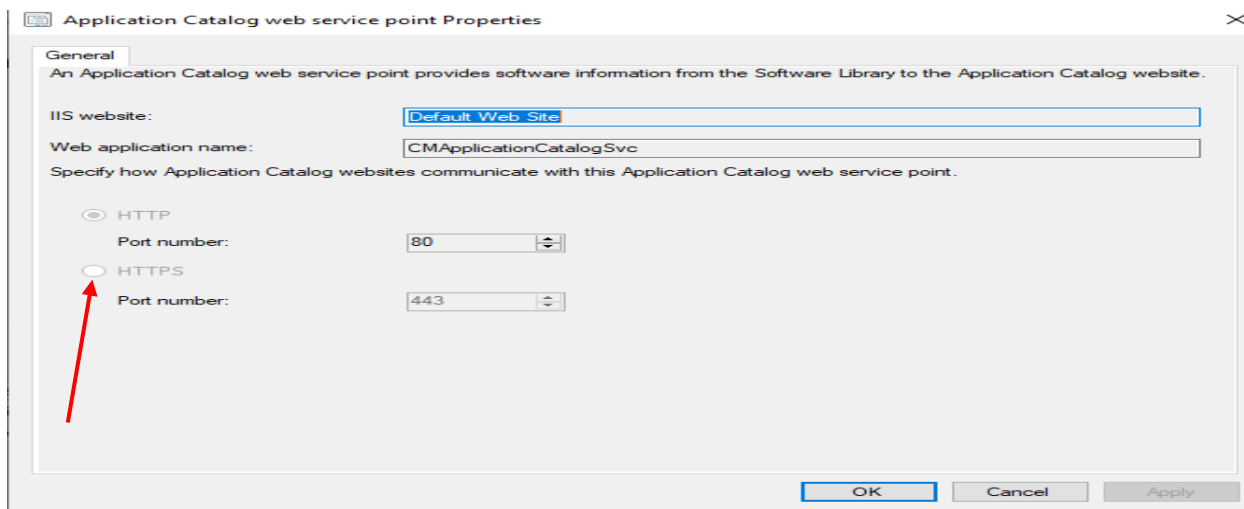 Application Catalog web service point Properties
General
An Application Catalog web service point provides software information from the Software Library to the Application Catalog website.
IIS website: Default Web Site
Web application name: CMApplicationCatalogSvc
Specify how Application Catalog websites communicate with this Application Catalog web service point.
HTTP
Port number: 80
HTTPS
Port number: 443
OK Cancel Apply